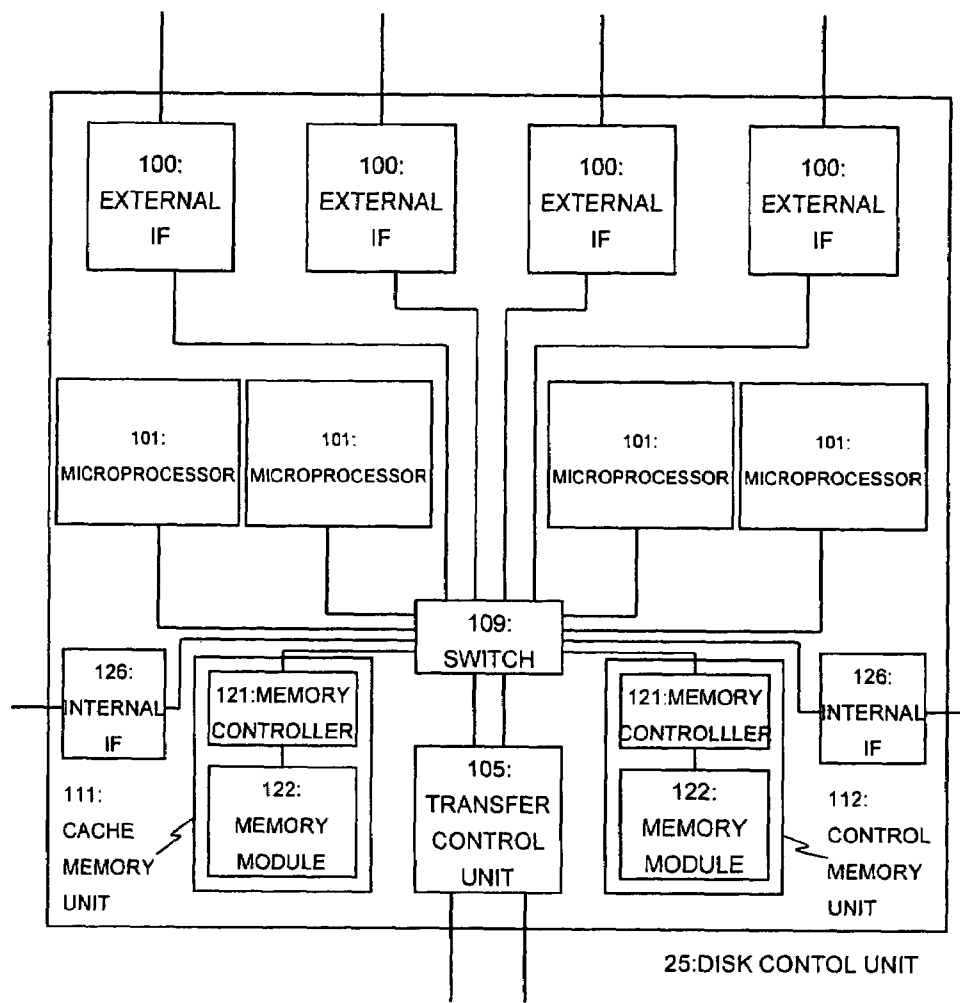 100:
EXTERNAL
IF
100:
EXTERNAL
IF
100:
EXTERNAL
IF
100:
EXTERNAL
IF
101:
MICROPROCESSOR
101:
MICROPROCESSOR
101:
MICROPROCESSOR
101:
MICROPROCESSOR
109:
SWITCH
126:
INTERNAL
IF
121:MEMORY
CONTROLLER
122:
MEMORY
MODULE
111:
CACHE
MEMORY
UNIT
105:
TRANSFER
CONTROL
UNIT
121:MEMORY
CONTROLLLER
122:
MEMORY
MODULE
126:
INTERNAL
IF
112:
CONTROL
MEMORY
UNIT
25:DISK CONTOL UNIT